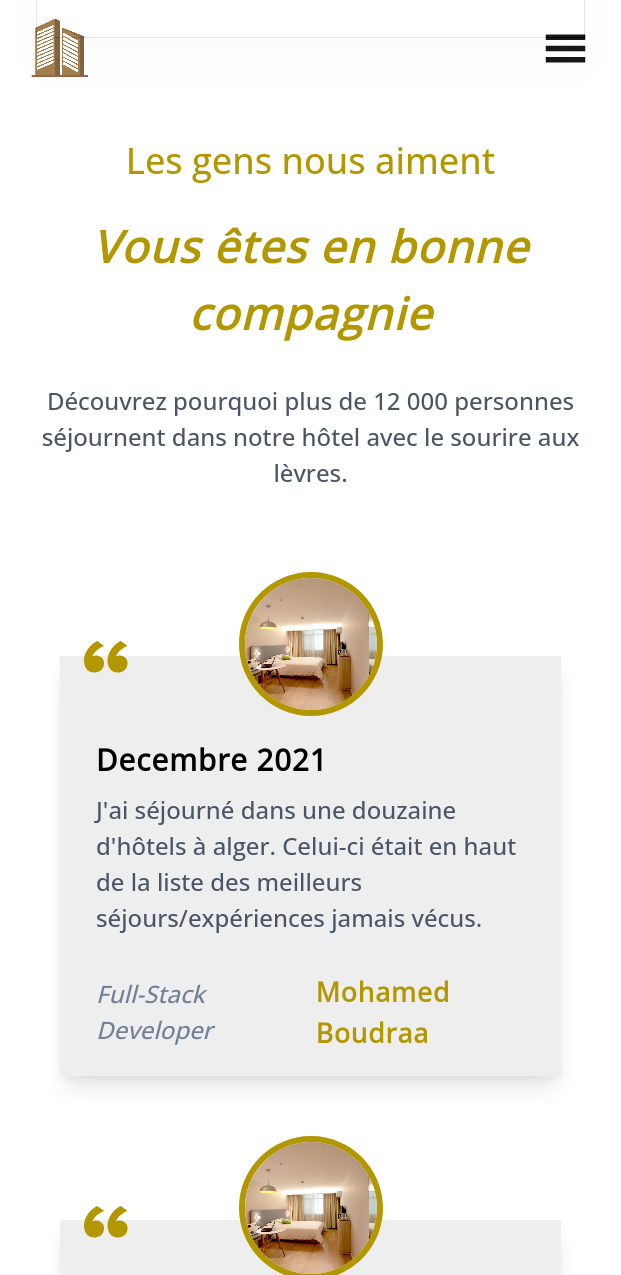 Les gens nous aiment
Vous êtes en bonne
compagnie
Découvrez pourquoi plus de 12 000 personnes
séjournent dans notre hôtel avec le sourire aux
lèvres.
“
Decembre 2021
J'ai séjourné dans une douzaine
d'hôtels à alger. Celui-ci était en haut
de la liste des meilleurs
séjours/expériences jamais vécus.
Full-Stack
Developer
Mohamed
Boudraa
“